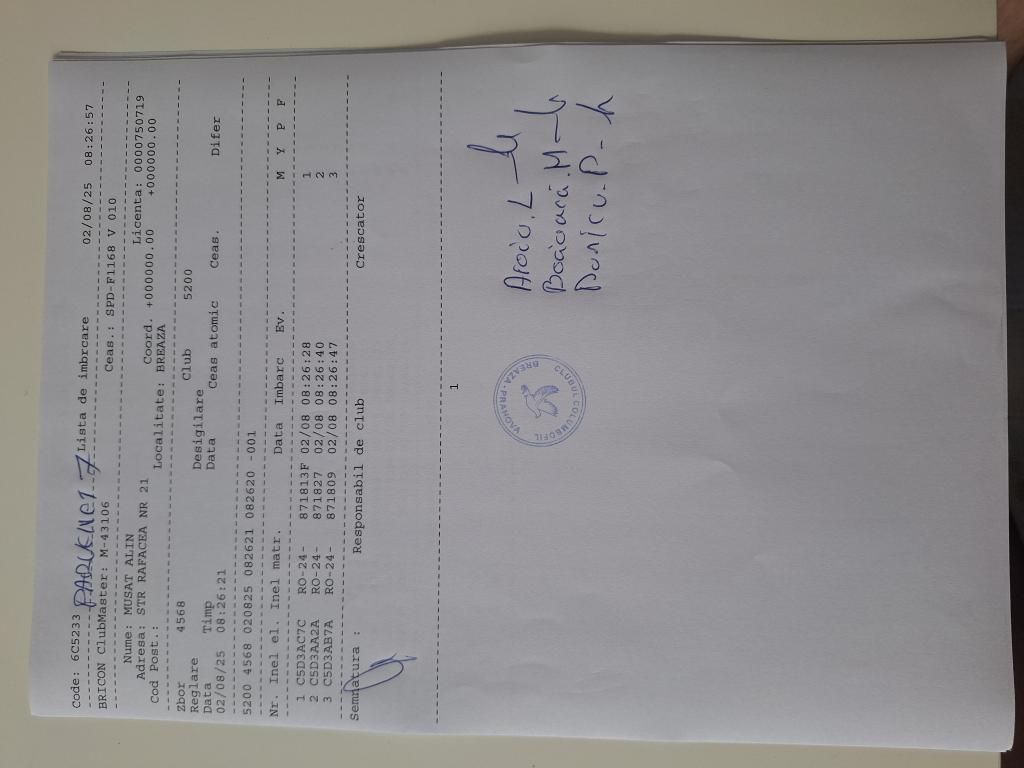 Code: 6C5233 PARDENEI 7 Lista de imbrcare 02/08/25 08:26:57
BRICON ClubMaster: M-43106 Ceas.: SPD-F1168 V 010
Nume: MUSAT ALIN Licenta: 0000750719
Adresa: STR RAFACEA NR 21 Coord. +000000.00 +000000.00
Cod Post.: Localitate: BREAZA
Zbor 4568 Club 5200
Reglare Desigilare
Data Timp Data Ceas atomic Ceas. Difer
02/08/25 08:26:21
5200 4568 020825 082621 082620 -001
Nr. Inel el. Inel matr. Data Imbarc Ev. M Y P F
1 C5D3AC7C RO-24- 871813F 02/08 08:26:28 1
2 C5D3AA2A RO-24- 871827 02/08 08:26:40 2
3 C5D3AB7A RO-24- 871809 02/08 08:26:47 3
Semnatura : Responsabil de club Crescator
1
CLUBUL COLUMBOFIL
BREAZA - PRAHOVA